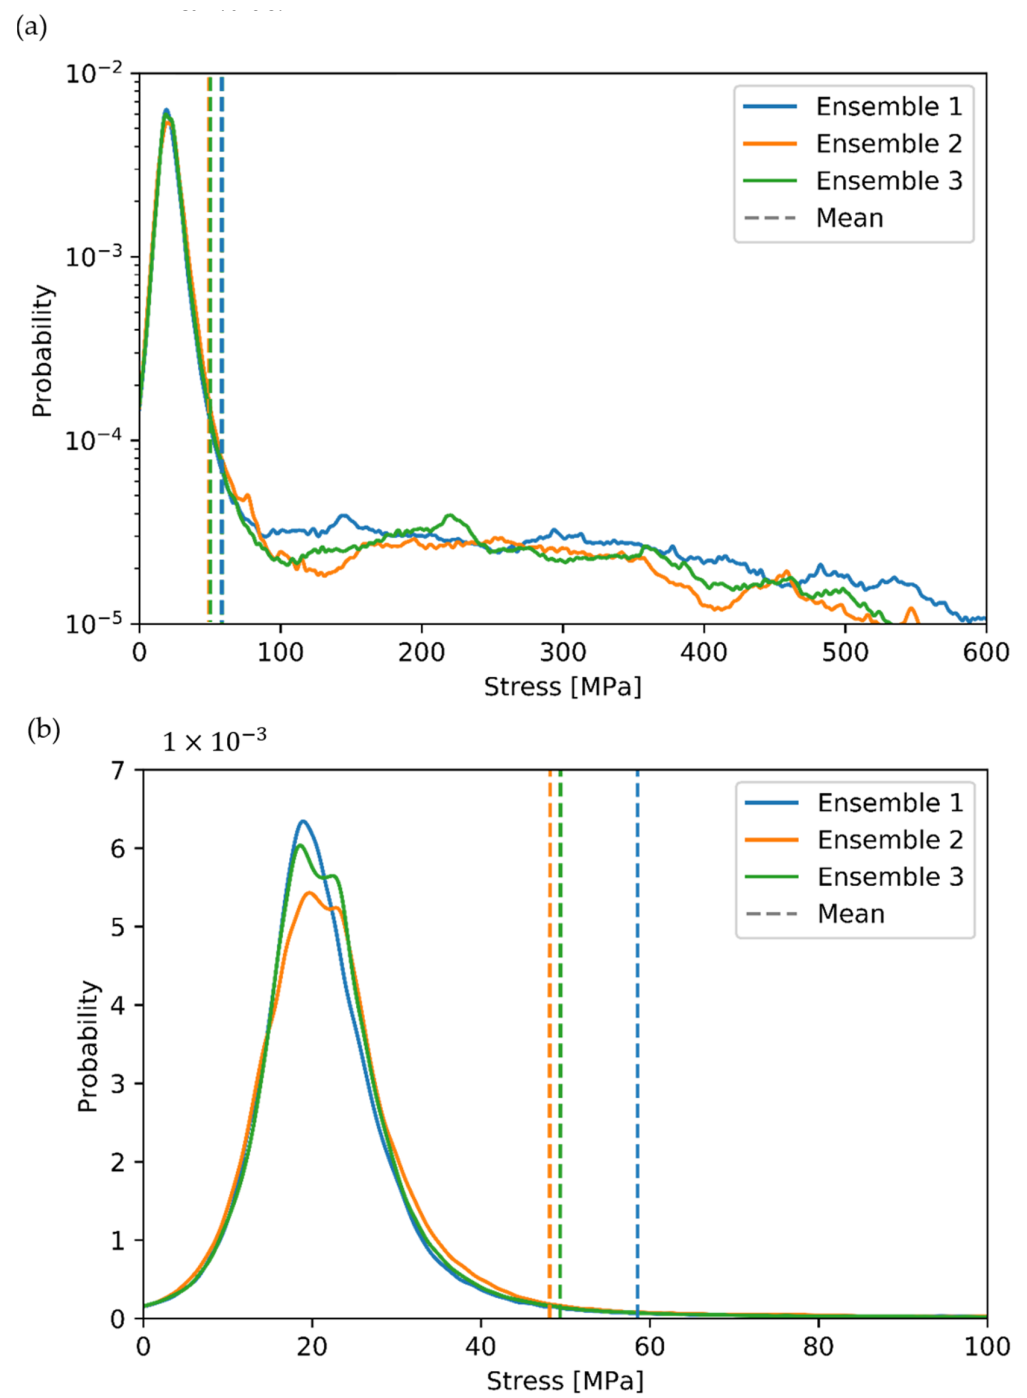 (a)
10⁻²
10⁻³
10⁻⁴
10⁻⁵
Probability
Ensemble 1
Ensemble 2
Ensemble 3
Mean
0 100 200 300 400 500 600
Stress [MPa]
(b)
1 × 10⁻³
7
6
5
4
3
2
1
0
Probability
Ensemble 1
Ensemble 2
Ensemble 3
Mean
0 20 40 60 80 100
Stress [MPa]